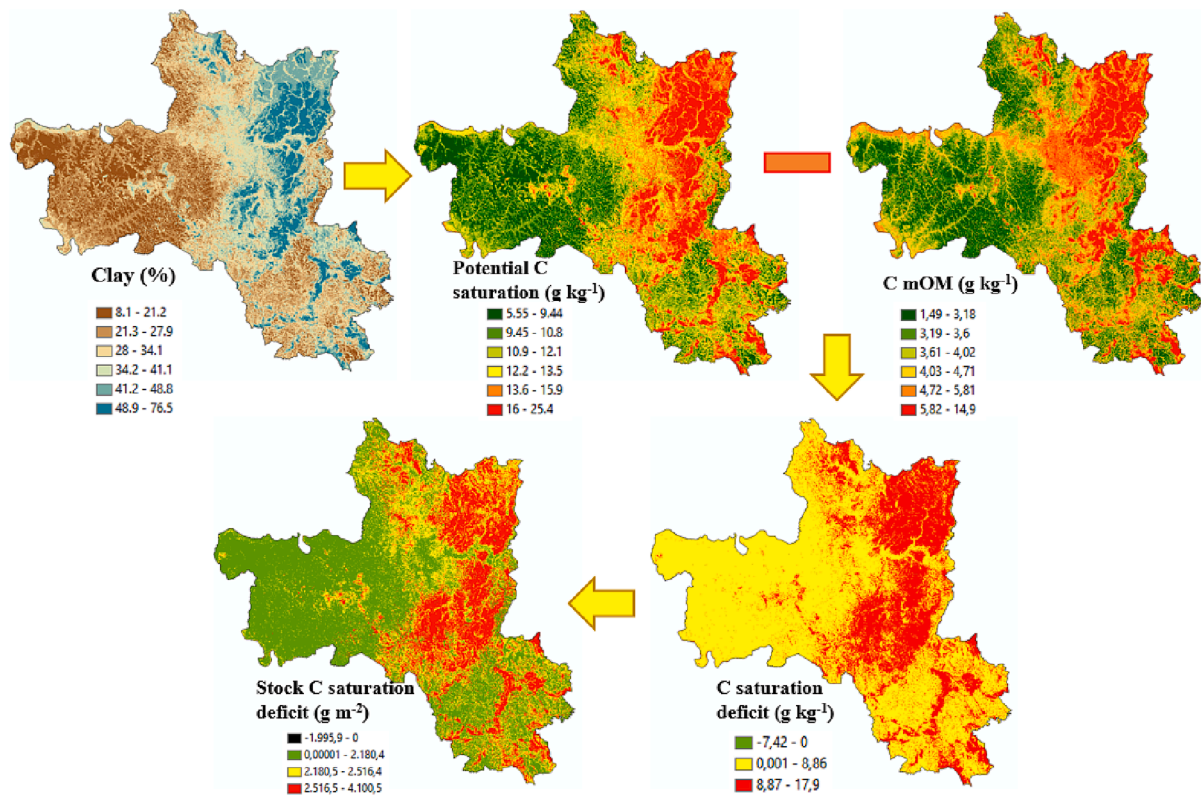 Clay (%)
8.1 - 21.2
21.3 - 27.9
28 - 34.1
34.2 - 41.1
41.2 - 48.8
48.9 - 76.5
Potential C
saturation (g kg-1)
5.55 - 9.44
9.45 - 10.8
10.9 - 12.1
12.2 - 13.5
13.6 - 15.9
16 - 25.4
C mOM (g kg-1)
1,49 - 3,18
3,19 - 3,6
3,61 - 4,02
4,03 - 4,71
4,72 - 5,81
5,82 - 14,9
Stock C saturation
deficit (g m-2)
-1.995,9 - 0
0,00001 - 2.180,4
2.180,5 - 2.516,4
2.516,5 - 4.100,5
C saturation
deficit (g kg-1)
-7,42 - 0
0,001 - 8,86
8,87 - 17,9